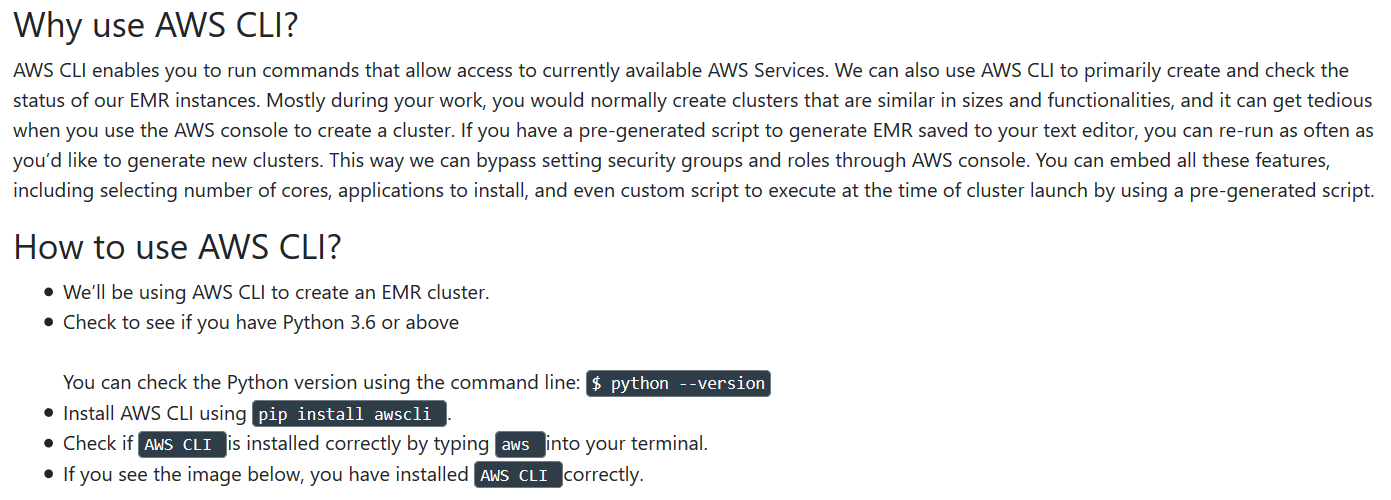 Why use AWS CLI?
AWS CLI enables you to run commands that allow access to currently available AWS Services. We can also use AWS CLI to primarily create and check the
status of our EMR instances. Mostly during your work, you would normally create clusters that are similar in sizes and functionalities, and it can get tedious
when you use the AWS console to create a cluster. If you have a pre-generated script to generate EMR saved to your text editor, you can re-run as often as
you’d like to generate new clusters. This way we can bypass setting security groups and roles through AWS console. You can embed all these features,
including selecting number of cores, applications to install, and even custom script to execute at the time of cluster launch by using a pre-generated script.
How to use AWS CLI?
• We’ll be using AWS CLI to create an EMR cluster.
• Check to see if you have Python 3.6 or above
You can check the Python version using the command line: $ python --version
• Install AWS CLI using pip install awscli .
• Check if AWS CLI is installed correctly by typing aws into your terminal.
• If you see the image below, you have installed AWS CLI correctly.